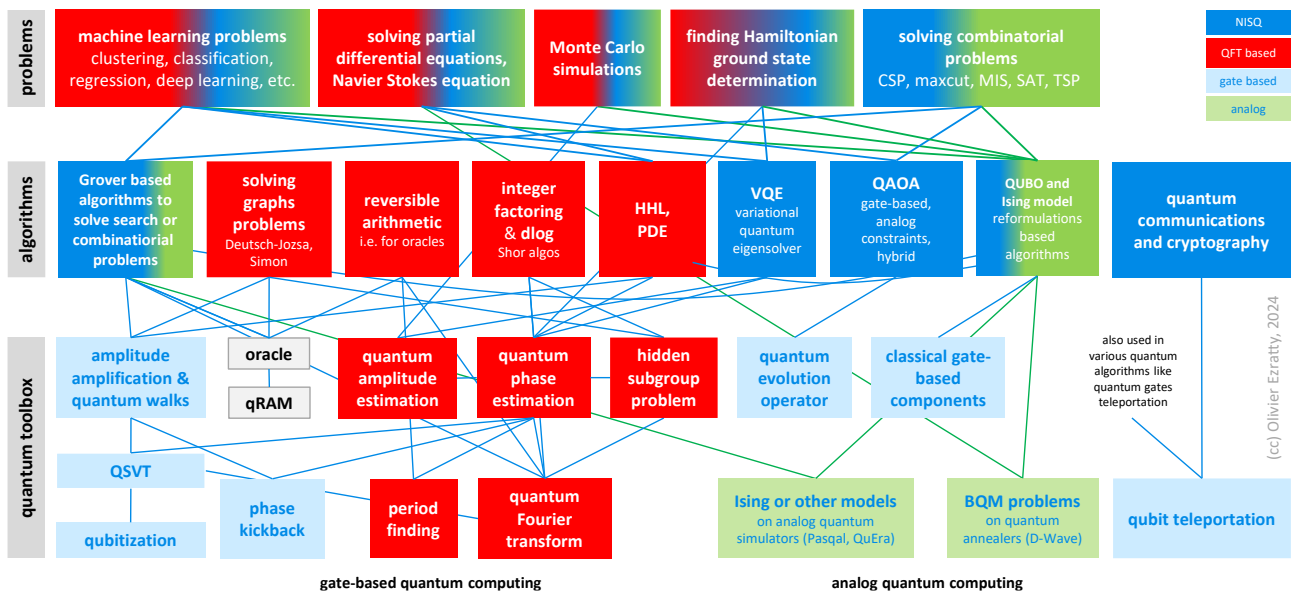 problems
machine learning problems
clustering, classification,
regression, deep learning, etc.
solving partial
differential equations,
Navier Stokes equation
Monte Carlo
simulations
finding Hamiltonian
ground state
determination
solving combinatorial
problems
CSP, maxcut, MIS, SAT, TSP
NISQ
QFT based
gate based
analog
algorithms
Grover based
algorithms to
solve search or
combinatiorial
problems
solving
graphs
problems
Deutsch-Jozsa,
Simon
reversible
arithmetic
i.e. for oracles
integer
factoring
& dlog
Shor algos
HHL,
PDE
VQE
variational
quantum
eigensolver
QAOA
gate-based,
analog
constraints,
hybrid
QUBO and
Ising model
reformulations
based
algorithms
quantum
communications
and cryptography
quantum toolbox
amplitude
amplification &
quantum walks
oracle
qRAM
quantum
amplitude
estimation
quantum
phase
estimation
hidden
subgroup
problem
quantum
evolution
operator
classical gate-
based
components
also used in
various quantum
algorithms like
quantum gates
teleportation
(cc) Olivier Ezratty, 2024
QSVT
qubitization
phase
kickback
period
finding
quantum
Fourier
transform
Ising or other models
on analog quantum
simulators (Pasqal, QuEra)
BQM problems
on quantum
annealers (D-Wave)
qubit teleportation
gate-based quantum computing
analog quantum computing